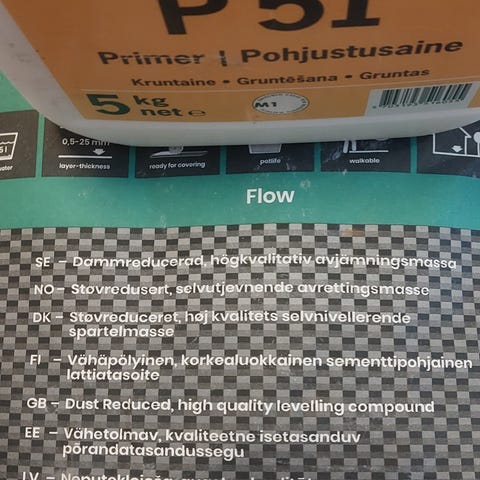 P 51
Primer | Pohjustusaine
Kruntaine • Gruntēšana • Gruntas
5 kg
net e
M1
0,5-25 mm
layer-thickness
ready for covering
potlife
walkable
Flow
SE – Dammreducerad, högkvalitativ avjämningsmassa
NO – Støvredusert, selvutjevnende avrettingsmasse
DK – Støvreduceret, høj kvalitets selvnivellerende
spartelmasse
FI – Vähäpölyinen, korkealuokkainen sementtipohjainen
lattiatasoite
GB – Dust Reduced, high quality levelling compound
EE – Vähetolmav, kvaliteetne isetasanduv
põrandatasandussegu
LV –